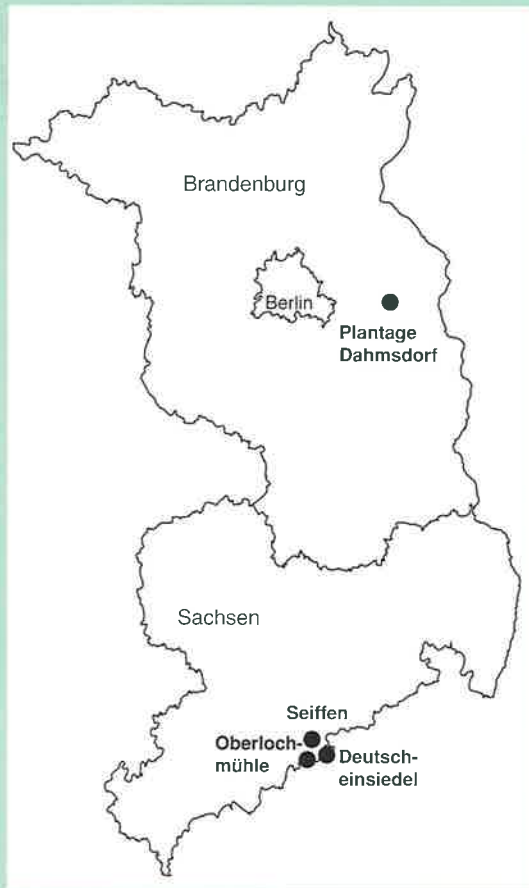 Brandenburg
Berlin
Plantage
Dahmsdorf
Sachsen
Seiffen
Oberloch-
mühle
Deutsch-
einsiedel